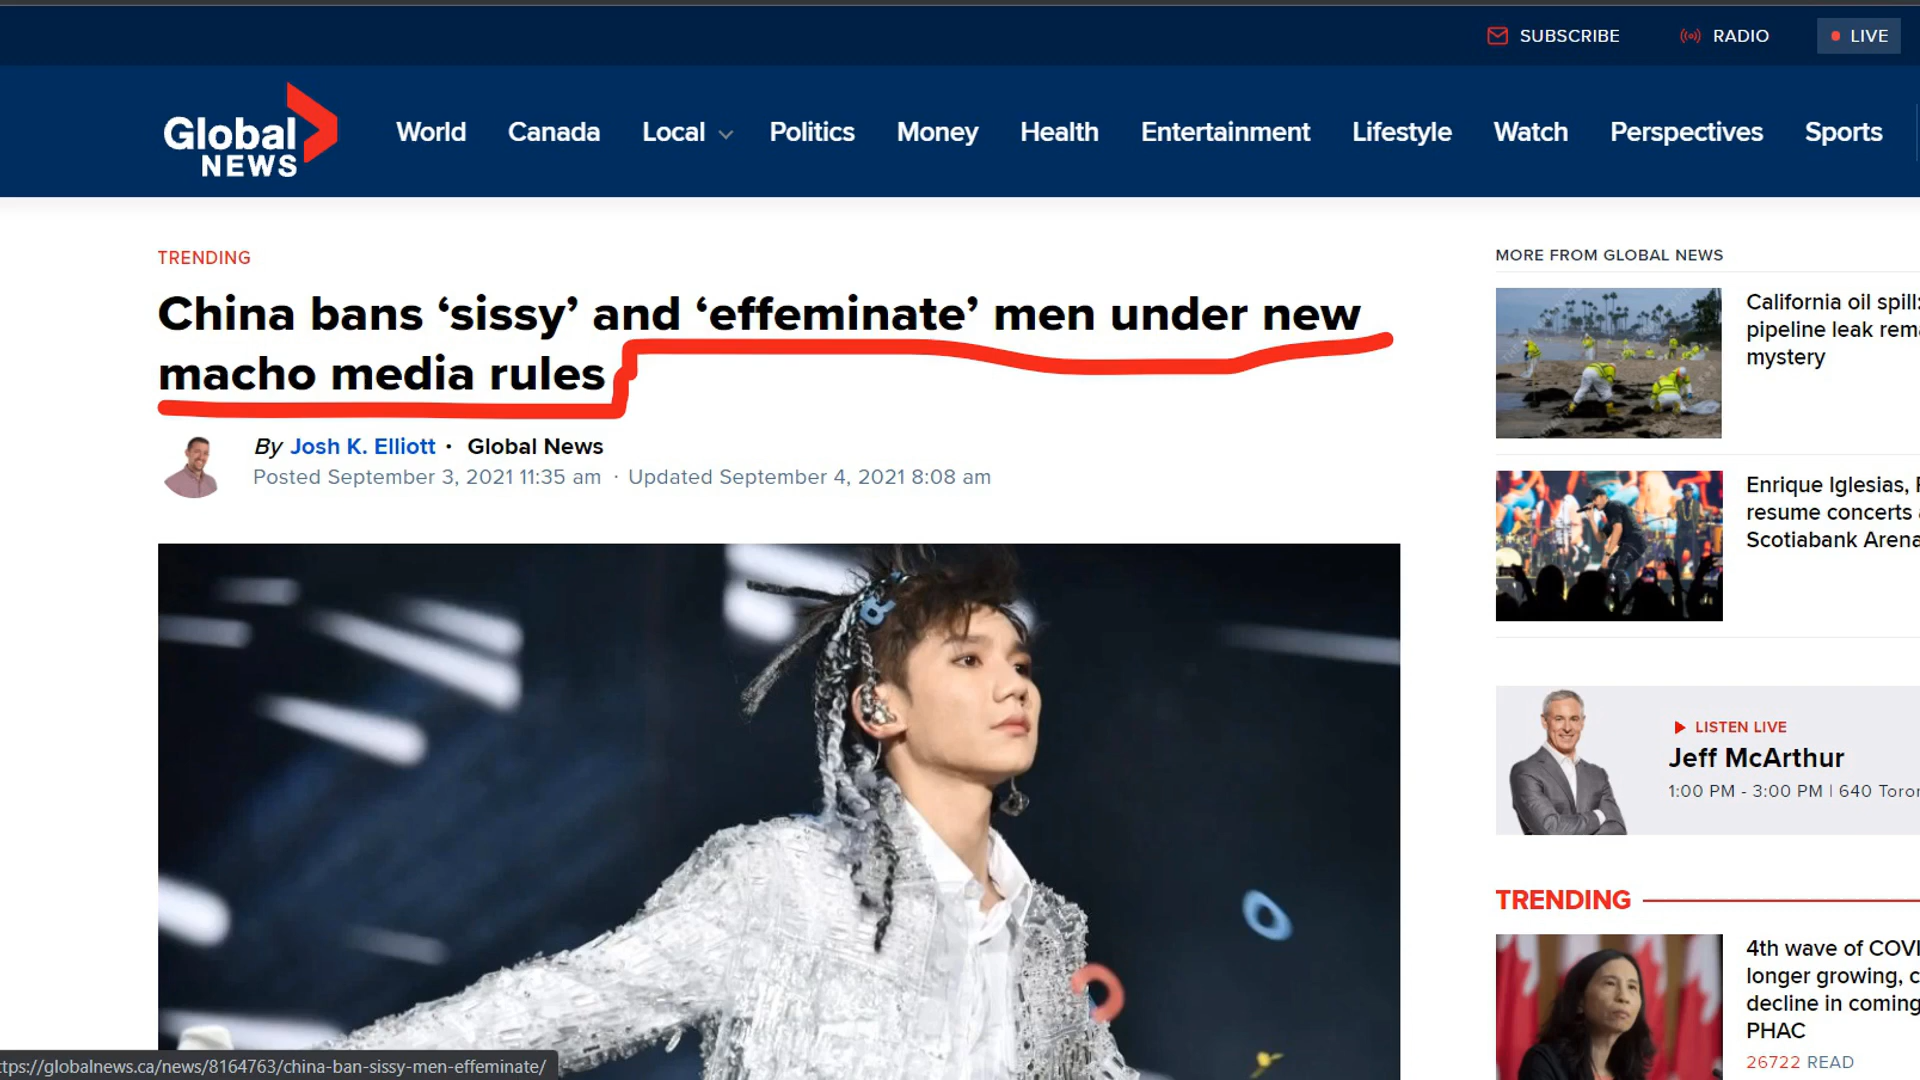 SUBSCRIBE
RADIO
LIVE
Global
NEWS
World
Canada
Local
Politics
Money
Health
Entertainment
Lifestyle
Watch
Perspectives
Sports
TRENDING
China bans ‘sissy’ and ‘effeminate’ men under new
macho media rules
By Josh K. Elliott · Global News
Posted September 3, 2021 11:35 am · Updated September 4, 2021 8:08 am
MORE FROM GLOBAL NEWS
California oil spill:
pipeline leak
mystery
Enrique Iglesias,
resume concerts
Scotiabank Arena
LISTEN LIVE
Jeff McArthur
1:00 PM - 3:00 PM | 640
TRENDING
4th wave of
longer growing,
decline in coming
PHAC
26722 READ
ttps://globalnews.ca/news/8164763/china-ban-sissy-men-effeminate/